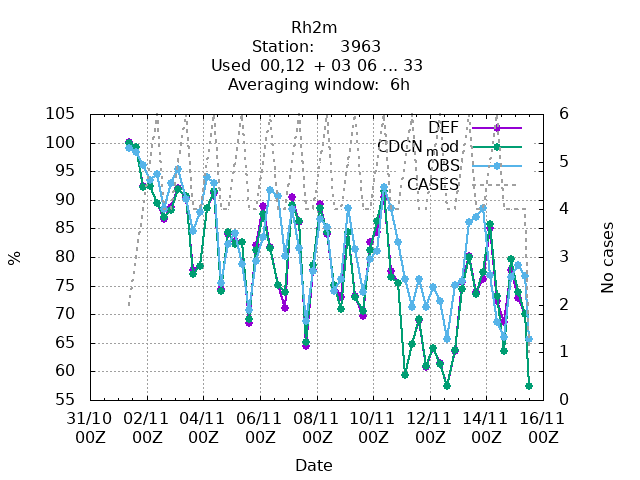 Rh2m
Station: 3963
Used 00,12 + 03 06 ... 33
Averaging window: 6h
105
100
95
90
85
80
75
70
65
60
55
%
6
5
4
3
2
1
0
No cases
DEF
CDCN_mod
OBS
CASES
31/10 02/11 04/11 06/11 08/11 10/11 12/11 14/11 16/11
00Z 00Z 00Z 00Z 00Z 00Z 00Z 00Z 00Z
Date